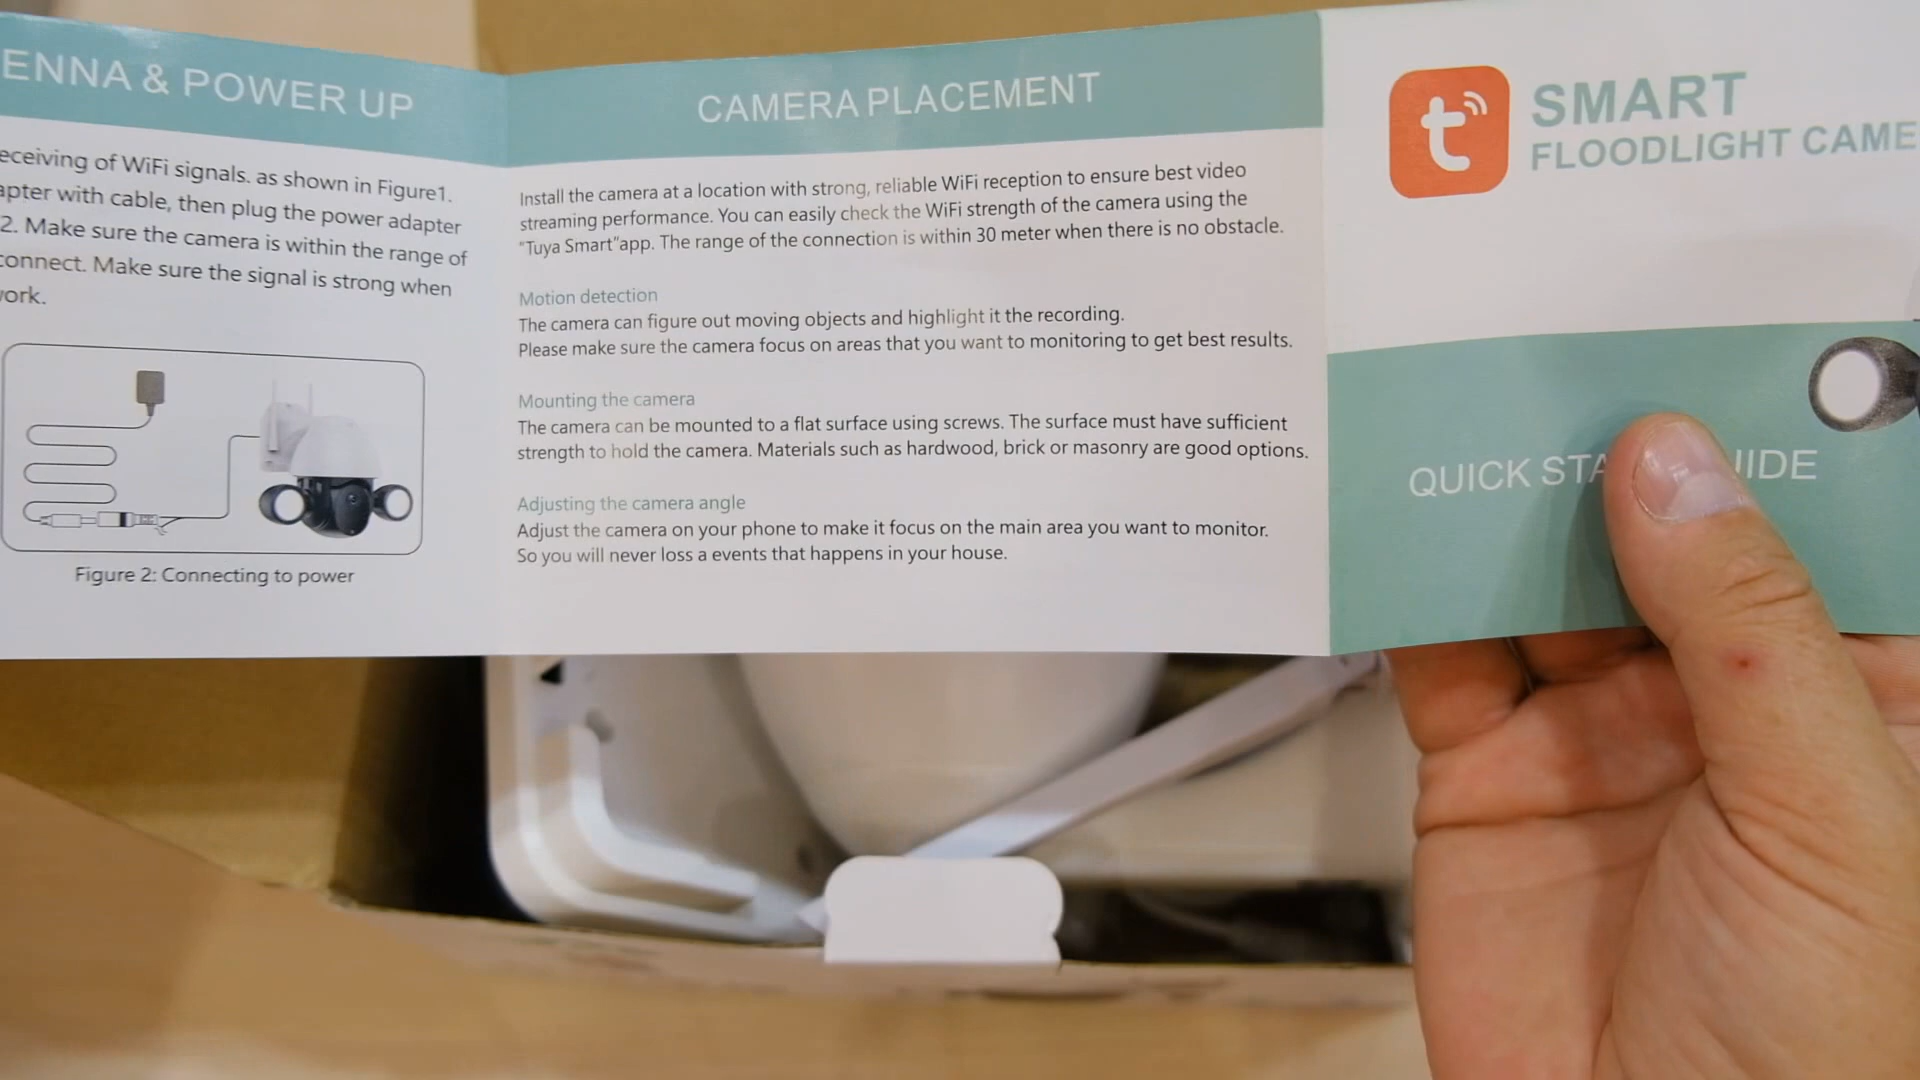 & POWER UP
of WiFi signals. as shown in Figure1.
with cable, then plug the power adapter
2. Make sure the camera is within the range of
Make sure the signal is strong when
Figure 2: Connecting to power
CAMERA PLACEMENT
Install the camera at a location with strong, reliable WiFi reception to ensure best video
streaming performance. You can easily check the WiFi strength of the camera using the
"Tuya Smart"app. The range of the connection is within 30 meter when there is no obstacle.
Motion detection
The camera can figure out moving objects and highlight it the recording.
Please make sure the camera focus on areas that you want to monitoring to get best results.
Mounting the camera
The camera can be mounted to a flat surface using screws. The surface must have sufficient
strength to hold the camera. Materials such as hardwood, brick or masonry are good options.
Adjusting the camera angle
Adjust the camera on your phone to make it focus on the main area you want to monitor.
So you will never loss a events that happens in your house.
t
SMART
FLOODLIGHT
QUICK